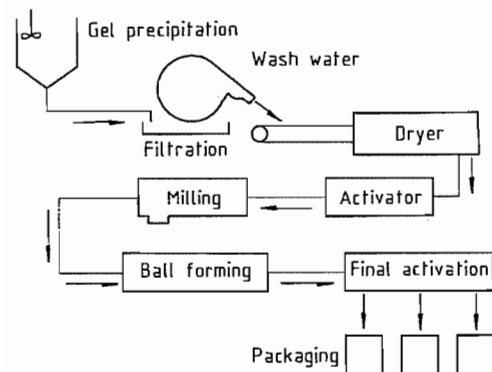 Gel precipitation
Wash water
Filtration
Dryer
Milling
Activator
Ball forming
Final activation
Packaging